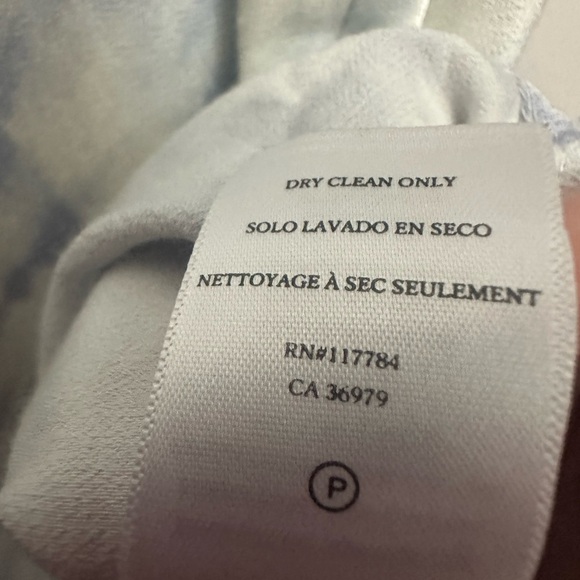 DRY CLEAN ONLY
SOLO LAVADO EN SECO
NETTOYAGE À SEC SEULEMENT
RN#117784
CA 36979
P